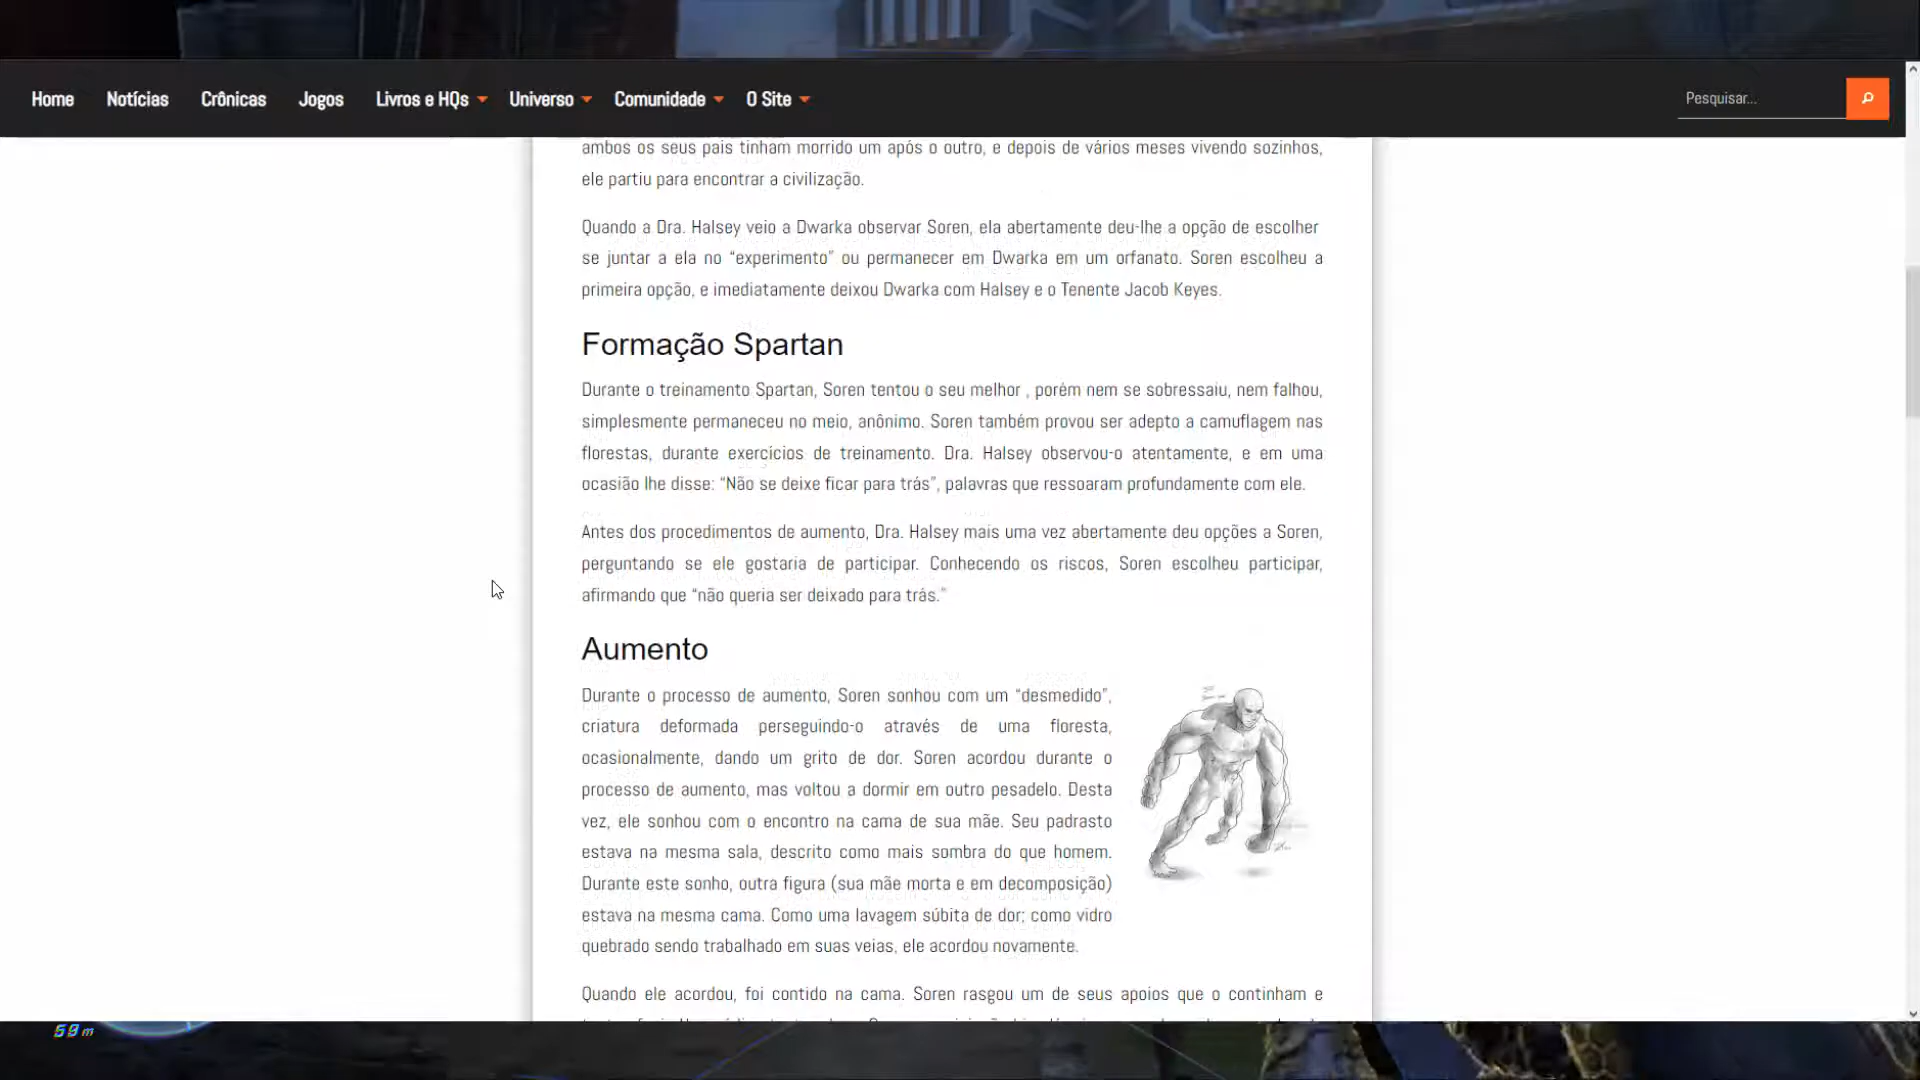 Home Notícias Crônicas Jogos Livros e HQs Universo Comunidade O Site Pesquisar...
ambos os seus pais tinham morrido um após o outro, e depois de vários meses vivendo sozinhos,
ele partiu para encontrar a civilização.
Quando a Dra. Halsey veio a Dwarka observar Soren, ela abertamente deu-lhe a opção de escolher
se juntar a ela no “experimento” ou permanecer em Dwarka em um orfanato. Soren escolheu a
primeira opção, e imediatamente deixou Dwarka com Halsey e o Tenente Jacob Keyes.
Formação Spartan
Durante o treinamento Spartan, Soren tentou o seu melhor , porém nem se sobressaiu, nem falhou,
simplesmente permaneceu no meio, anônimo. Soren também provou ser adepto a camuflagem nas
florestas, durante exercícios de treinamento. Dra. Halsey observou-o atentamente, e em uma
ocasião lhe disse: “Não se deixe ficar para trás”, palavras que ressoaram profundamente com ele.
Antes dos procedimentos de aumento, Dra. Halsey mais uma vez abertamente deu opções a Soren,
perguntando se ele gostaria de participar. Conhecendo os riscos, Soren escolheu participar,
afirmando que “não queria ser deixado para trás.”
Aumento
Durante o processo de aumento, Soren sonhou com um “desmedido”,
criatura deformada perseguindo-o através de uma floresta,
ocasionalmente, dando um grito de dor. Soren acordou durante o
processo de aumento, mas voltou a dormir em outro pesadelo. Desta
vez, ele sonhou com o encontro na cama de sua mãe. Seu padrasto
estava na mesma sala, descrito como mais sombra do que homem.
Durante este sonho, outra figura (sua mãe morta e em decomposição)
estava na mesma cama. Como uma lavagem súbita de dor; como vidro
quebrado sendo trabalhado em suas veias, ele acordou novamente.
Quando ele acordou, foi contido na cama. Soren rasgou um de seus apoios que o continham e
59 m